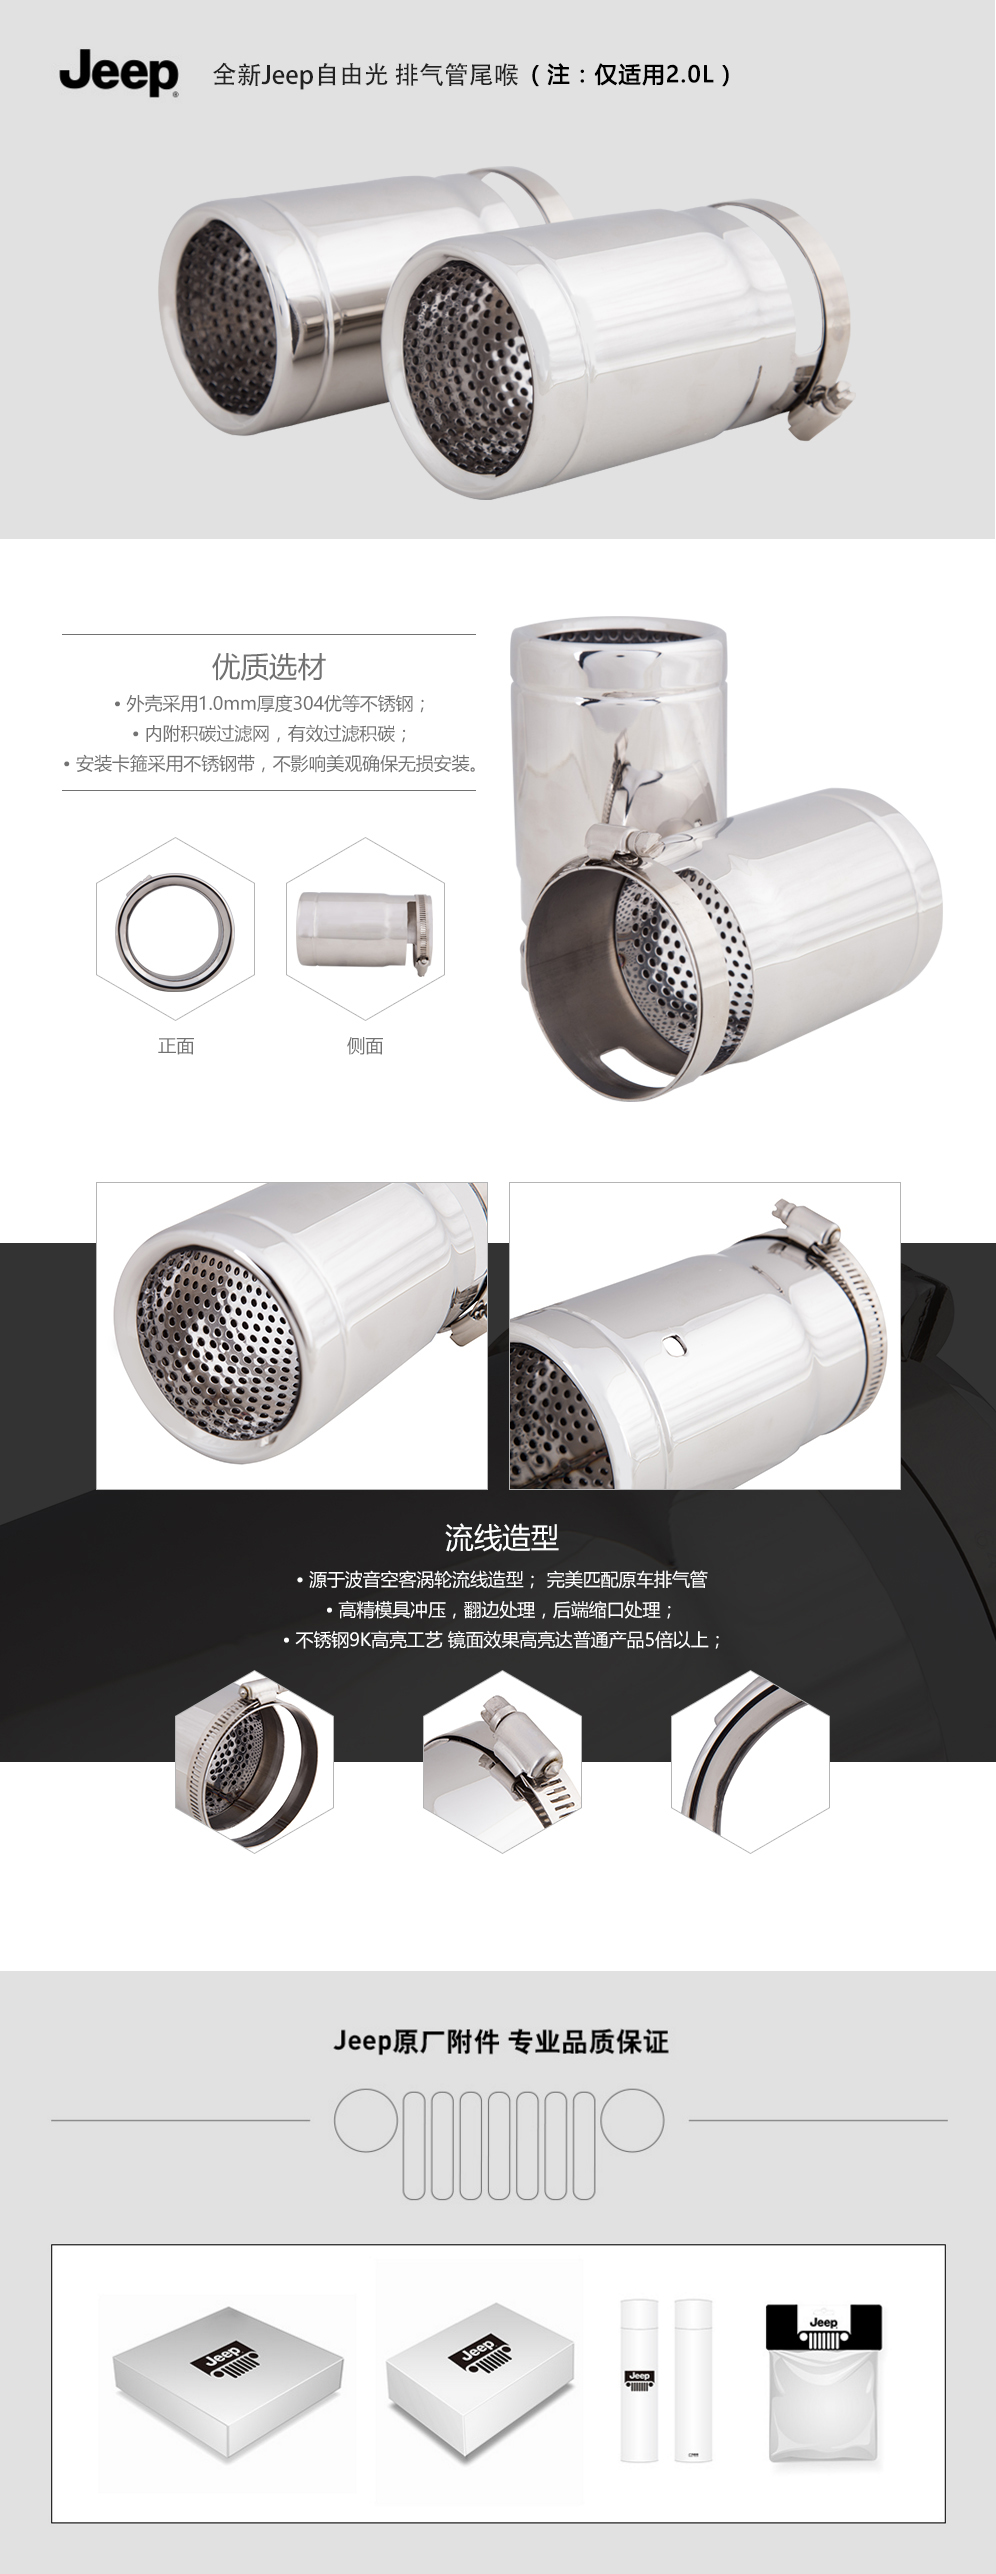 Jeep
全新Jeep自由光 排气管尾喉（注：仅适用2.0L）
优质选材
• 外壳采用1.0mm厚度304优等不锈钢；
• 内附积碳过滤网，有效过滤积碳；
• 安装卡箍采用不锈钢带，不影响美观确保无损安装。
正面
侧面
流线造型
• 源于波音空客涡轮流线造型； 完美匹配原车排气管
• 高精模具冲压，翻边处理，后端缩口处理；
• 不锈钢9K高亮工艺 镜面效果高亮达普通产品5倍以上；
Jeep原厂附件 专业品质保证
Jeep
Jeep
Jeep
Jeep